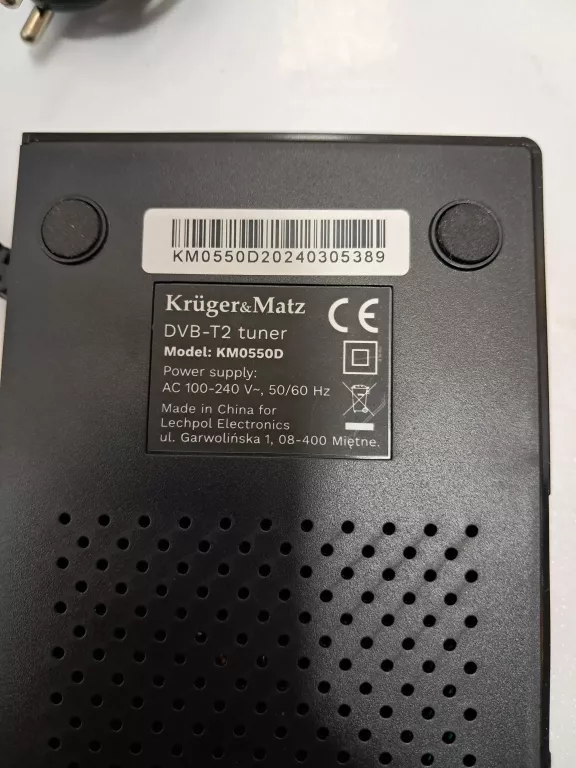 KM0550D20240305389
Krüger&Matz
DVB-T2 tuner
Model: KM0550D
Power supply:
AC 100-240 V~, 50/60 Hz
Made in China for
Lechpol Electronics
ul. Garwolińska 1, 08-400 Miętne.
CE